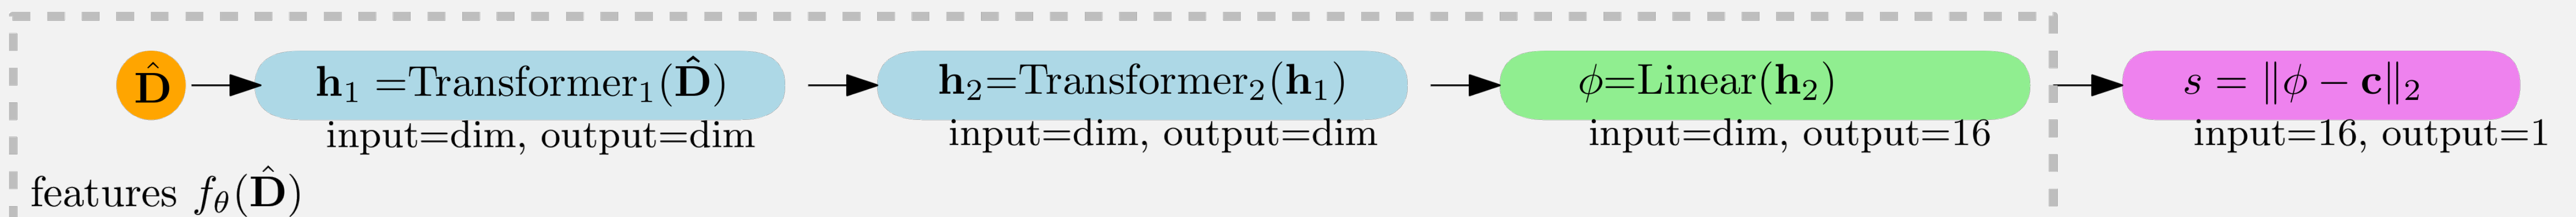 D̂
h₁ =Transformer₁(D̂)
input=dim, output=dim
h₂=Transformer₂(h₁)
input=dim, output=dim
ϕ=Linear(h₂)
input=dim, output=16
s = ‖ϕ − c‖₂
input=16, output=1
features f_θ(D̂)